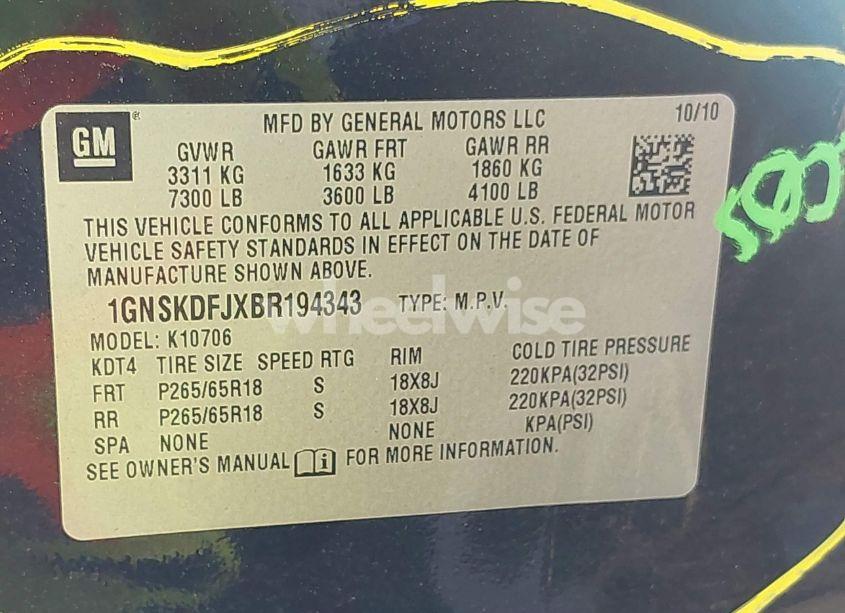 GM ®
MFD BY GENERAL MOTORS LLC 10/10
GVWR GAWR FRT GAWR RR
3311 KG 1633 KG 1860 KG
7300 LB 3600 LB 4100 LB
THIS VEHICLE CONFORMS TO ALL APPLICABLE U.S. FEDERAL MOTOR
VEHICLE SAFETY STANDARDS IN EFFECT ON THE DATE OF
MANUFACTURE SHOWN ABOVE.
1GNSKDFJXBR194343 TYPE: M.P.V.
wheelwise
MODEL: K10706
KDT4 TIRE SIZE SPEED RTG RIM COLD TIRE PRESSURE
FRT P265/65R18 S 18X8J 220KPA(32PSI)
RR P265/65R18 S 18X8J 220KPA(32PSI)
SPA NONE NONE KPA(PSI)
SEE OWNER'S MANUAL i FOR MORE INFORMATION.